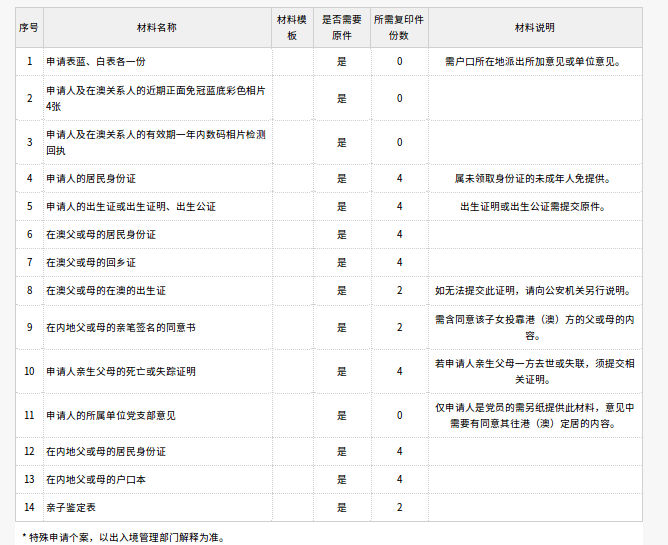 序号 材料名称 材料模板 是否需要原件 所需复印件份数 材料说明
1 申请表蓝、白表各一份 是 0 需户口所在地派出所加意见或单位意见。
2 申请人及在澳关系人的近期正面免冠蓝底彩色相片4张 是 0
3 申请人及在澳关系人的有效期一年内数码相片检测回执 是 0
4 申请人的居民身份证 是 4 属未领取身份证的未成年人免提供。
5 申请人的出生证或出生证明、出生公证 是 4 出生证明或出生公证需提交原件。
6 在澳父或母的居民身份证 是 4
7 在澳父或母的回乡证 是 4
8 在澳父或母的在澳的出生证 是 2 如无法提交此证明，请向公安机关另行说明。
9 在内地父或母的亲笔签名的同意书 是 2 需含同意该子女投靠港（澳）方的父或母的内容。
10 申请人亲生父母的死亡或失踪证明 是 4 若申请人亲生父母一方去世或失联，须提交相关证明。
11 申请人的所属单位党支部意见 是 0 仅申请人是党员的需另纸提供此材料，意见中需要有同意其往港（澳）定居的内容。
12 在内地父或母的居民身份证 是 4
13 在内地父或母的户口本 是 4
14 亲子鉴定表 是 2
* 特殊申请个案，以出入境管理部门解释为准。